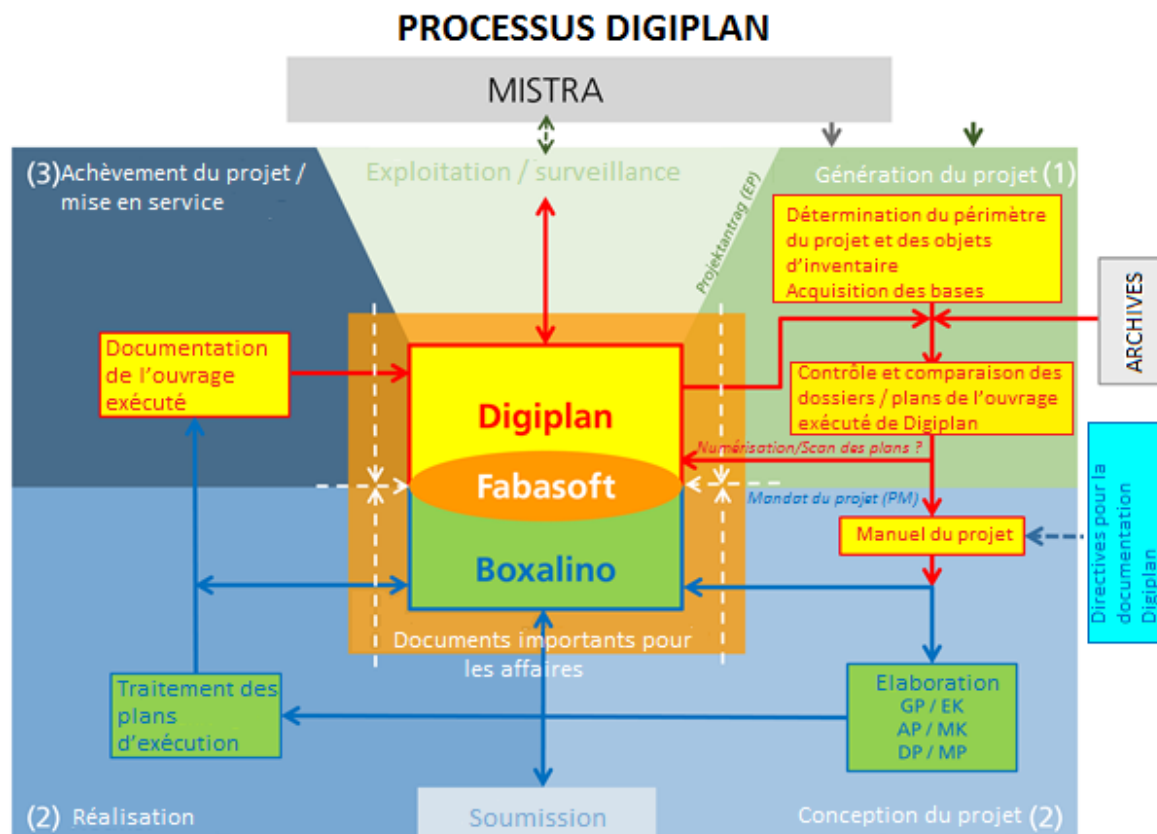 PROCESSUS DIGIPLAN
MISTRA
(3) Achèvement du projet /
mise en service
Exploitation / surveillance
Génération du projet (1)
Projektantrag (EP)
Détermination du périmètre
du projet et des objets
d'inventaire
Acquisition des bases
ARCHIVES
Documentation
de l'ouvrage
exécuté
Contrôle et comparaison des
dossiers / plans de l'ouvrage
exécuté de Digiplan
Digiplan
Numérisation/Scan des plans ?
Fabasoft
Mandat du projet (PM)
Manuel du projet
Directives pour la
documentation
Digiplan
Boxalino
Documents importants pour
les affaires
Traitement des
plans
d'exécution
Elaboration
GP / EK
AP / MK
DP / MP
(2) Réalisation
Soumission
Conception du projet (2)